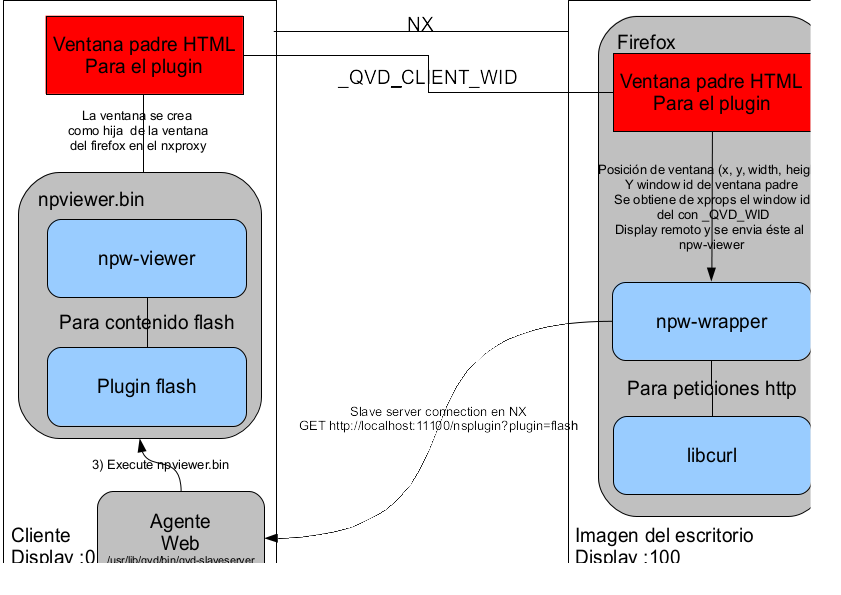 NX
_QVD_CLIENT_WID
Ventana padre HTML
Para el plugin
La ventana se crea
como hija de la ventana
del firefox en el nxproxy
npviewer.bin
npw-viewer
Para contenido flash
Plugin flash
3) Execute npviewer.bin
Agente
Web
/usr/lib/qvd/bin/qvd-slaveserver
Cliente
Display :0
Slave server connection en NX
GET http://localhost:11100/nsplugin?plugin=flash
Firefox
Ventana padre HTML
Para el plugin
Posición de ventana (x, y, width, heig
Y window id de ventana padre
Se obtiene de xprops el window id
del con _QVD_WID
Display remoto y se envia éste al
npw-viewer
npw-wrapper
Para peticiones http
libcurl
Imagen del escritorio
Display :100